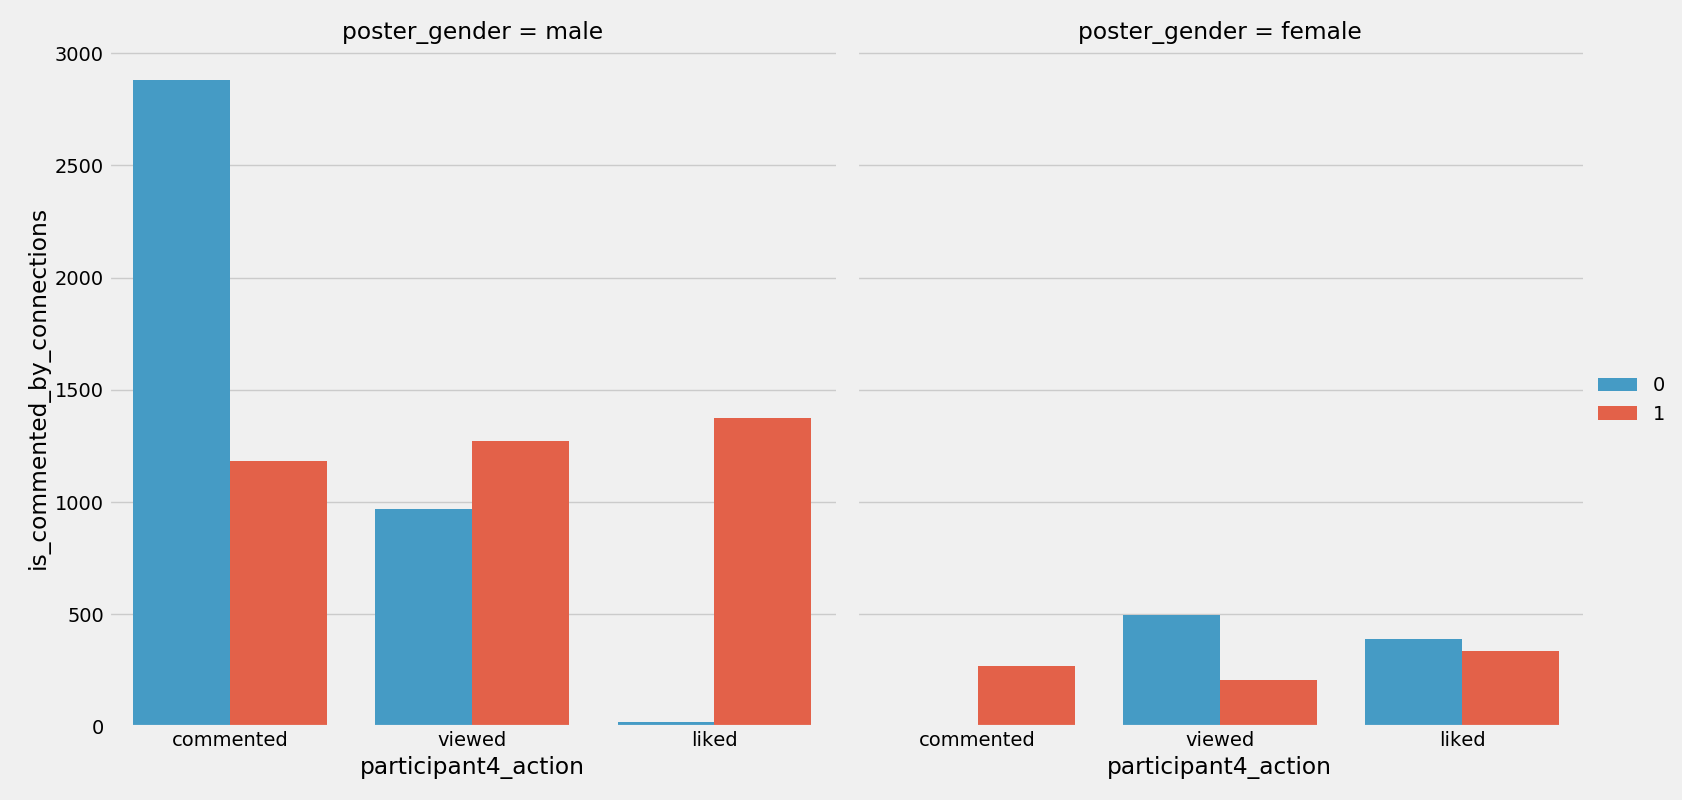 poster_gender = male
poster_gender = female
is_commented_by_connections
3000
2500
2000
1500
1000
500
0
commented
viewed
liked
participant4_action
commented
viewed
liked
participant4_action
0
1